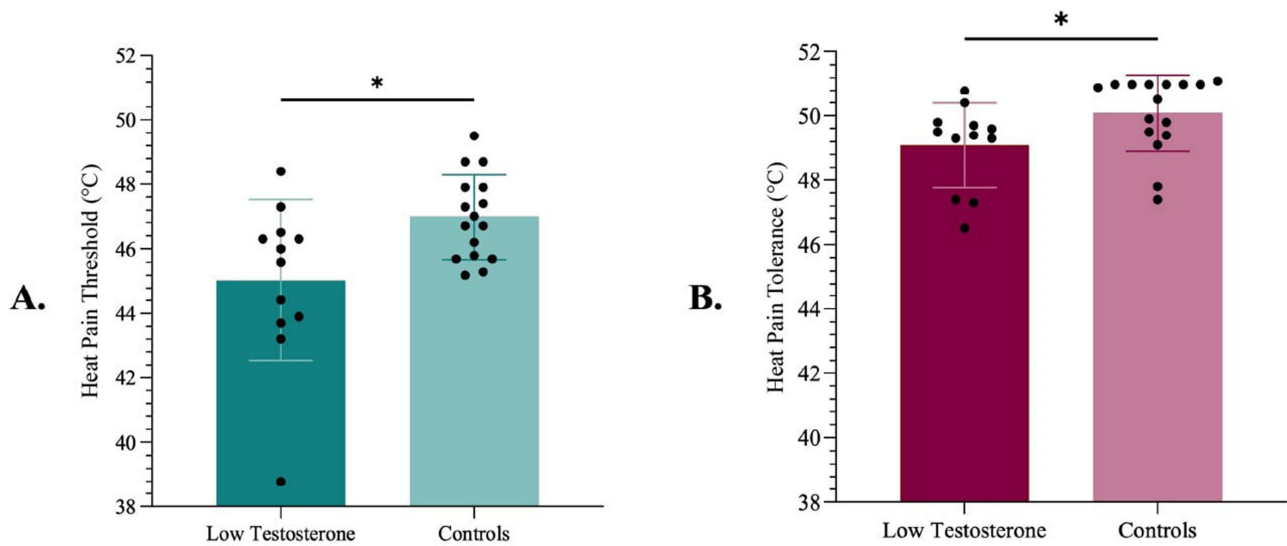 A.
Heat Pain Threshold (°C)
52
50
48
46
44
42
40
38
*
Low Testosterone
Controls
B.
Heat Pain Tolerance (°C)
52
50
48
46
44
42
40
38
*
Low Testosterone
Controls